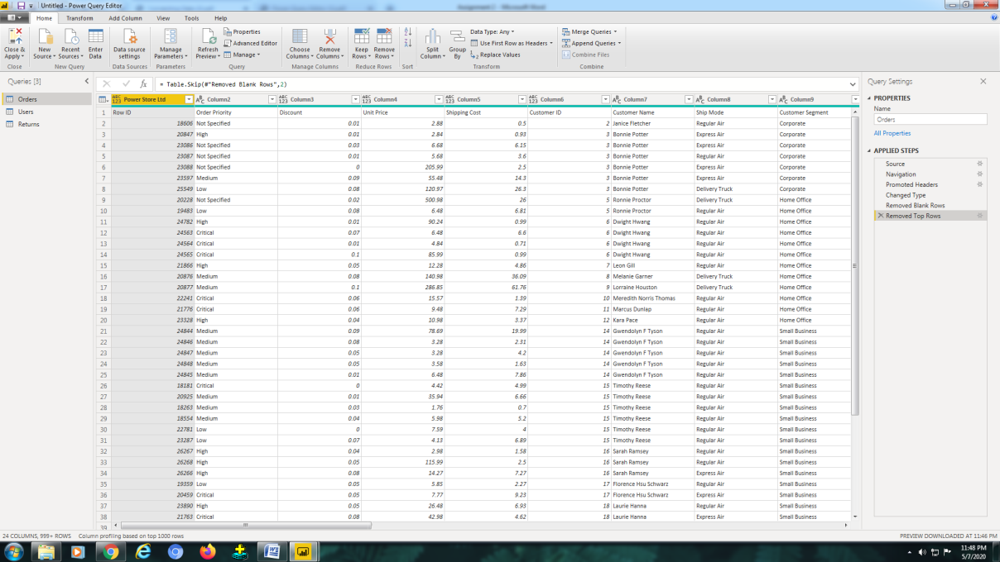 Untitled - Power Query Editor
Assignment 2 - Microsoft Word
Home Transform Add Column View Tools Help
Close & Apply
New Source
Recent Sources
Enter Data
Data source settings
Manage Parameters
Refresh Preview
Properties
Advanced Editor
Manage
Choose Columns
Remove Columns
Keep Rows
Remove Rows
Split Column
Group By
Data Type: Any
Use First Row as Headers
Replace Values
Merge Queries
Append Queries
Combine Files
Close New Query Data Sources Parameters Query Manage Columns Reduce Rows Sort Transform Combine
Queries [3]
Orders
Users
Returns
fx = Table.Skip(#"Removed Blank Rows",2)
ABC 123 Power Store Ltd ABC Column2 ABC 123 Column3 ABC 123 Column4 ABC 123 Column5 ABC 123 Column6 ABC Column7 ABC Column8 ABC Column9
1 Row ID Order Priority Discount Unit Price Shipping Cost Customer ID Customer Name Ship Mode Customer Segment
2 18606 Not Specified 0.01 2.88 0.5 2 Janice Fletcher Regular Air Corporate
3 20847 High 0.01 2.84 0.93 3 Bonnie Potter Express Air Corporate
4 23086 Not Specified 0.03 6.68 6.15 3 Bonnie Potter Express Air Corporate
5 23087 Not Specified 0.01 5.68 3.6 3 Bonnie Potter Regular Air Corporate
6 23088 Not Specified 0 205.99 2.5 3 Bonnie Potter Express Air Corporate
7 23597 Medium 0.09 55.48 14.3 3 Bonnie Potter Express Air Corporate
8 25549 Low 0.08 120.97 26.3 3 Bonnie Potter Delivery Truck Corporate
9 20228 Not Specified 0.02 500.98 26 5 Ronnie Proctor Delivery Truck Home Office
10 19483 Low 0.08 6.48 6.81 5 Ronnie Proctor Regular Air Home Office
11 24782 High 0.01 90.24 0.99 6 Dwight Hwang Regular Air Home Office
12 24563 Critical 0.07 6.48 6.6 6 Dwight Hwang Regular Air Home Office
13 24564 Critical 0.01 4.84 0.71 6 Dwight Hwang Regular Air Home Office
14 24565 Critical 0.1 85.99 0.99 6 Dwight Hwang Regular Air Home Office
15 21866 High 0.05 12.28 4.86 7 Leon Gill Regular Air Home Office
16 20876 Medium 0.08 140.98 36.09 8 Melanie Garner Delivery Truck Home Office
17 20877 Medium 0.1 286.85 61.76 9 Lorraine Houston Delivery Truck Home Office
18 22241 Critical 0.06 15.57 1.39 10 Meredith Norris Thomas Regular Air Home Office
19 21776 Critical 0.06 9.48 7.29 11 Marcus Dunlap Regular Air Home Office
20 23328 High 0.04 10.98 3.37 12 Kara Pace Regular Air Home Office
21 24844 Medium 0.09 78.69 19.99 14 Gwendolyn F Tyson Regular Air Small Business
22 24846 Medium 0.08 3.28 2.31 14 Gwendolyn F Tyson Regular Air Small Business
23 24847 Medium 0.05 3.28 4.2 14 Gwendolyn F Tyson Regular Air Small Business
24 24848 Medium 0.05 3.58 1.63 14 Gwendolyn F Tyson Regular Air Small Business
25 24845 Medium 0.01 6.48 7.86 14 Gwendolyn F Tyson Regular Air Small Business
26 18181 Critical 0 4.42 4.99 15 Timothy Reese Regular Air Small Business
27 20925 Medium 0.01 35.94 6.66 15 Timothy Reese Regular Air Small Business
28 18263 Medium 0.03 1.76 0.7 15 Timothy Reese Regular Air Small Business
29 18554 Medium 0.04 5.98 5.2 15 Timothy Reese Regular Air Small Business
30 22781 Low 0 7.59 4 15 Timothy Reese Regular Air Small Business
31 23287 Low 0.07 4.13 6.89 15 Timothy Reese Regular Air Small Business
32 26267 High 0.04 2.98 1.58 16 Sarah Ramsey Regular Air Small Business
33 26268 High 0.05 115.99 2.5 16 Sarah Ramsey Regular Air Small Business
34 26266 High 0.08 14.27 7.27 16 Sarah Ramsey Express Air Small Business
35 19359 Low 0.05 5.85 2.27 17 Florence Hsu Schwarz Regular Air Small Business
36 20459 Critical 0.05 7.77 9.23 17 Florence Hsu Schwarz Express Air Small Business
37 23890 High 0.05 26.48 6.93 18 Laurie Hanna Regular Air Small Business
38 21763 Critical 0.08 42.98 4.62 18 Laurie Hanna Express Air Small Business
39
Query Settings
PROPERTIES
Name
Orders
All Properties
APPLIED STEPS
Source
Navigation
Promoted Headers
Changed Type
Removed Blank Rows
Removed Top Rows
24 COLUMNS, 999+ ROWS Column profiling based on top 1000 rows
PREVIEW DOWNLOADED AT 11:46 PM
11:48 PM
5/7/2020